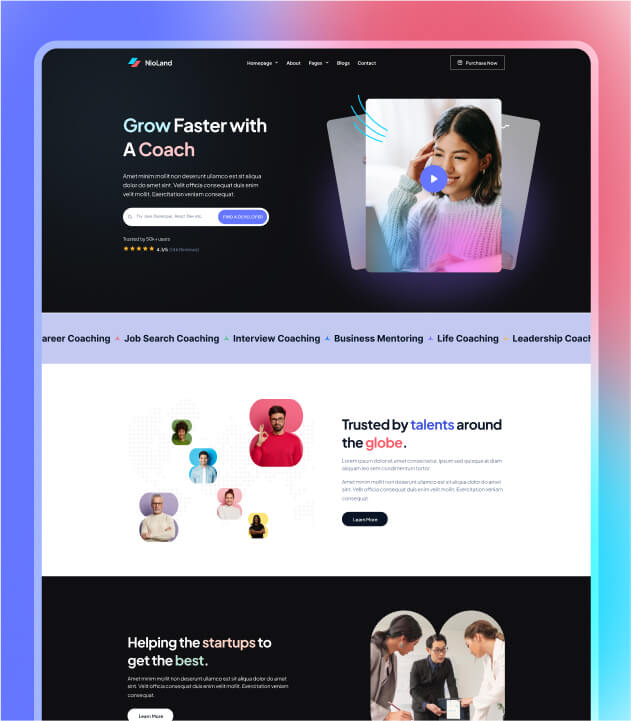 NioLand
Homepage About Pages Blogs Contact
Purchase Now
Grow Faster with
A Coach
Amet minim mollit non deserunt ullamco est sit aliqua
dolor do amet sint. Velit officia consequat duis enim
velit mollit. Exercitation veniam consequat.
Try Java Developer, React Dev etc.
FIND A DEVELOPER
Trusted by 50k+ users
4.1/5 (14k Reviews)
areer Coaching Job Search Coaching Interview Coaching Business Mentoring Life Coaching Leadership Coach
Trusted by talents around
the globe.
Lorem ipsum dolor sit amet consectetur. Ipsum sed quisque at diam
aliquam leo sem condimentum tortor.
Amet minim mollit non deserunt ullamco est sit aliqua dolor do amet
sint. Velit officia consequat duis enim velit mollit. Exercitation veniam
consequat
Learn More
Helping the startups to
get the best.
Amet minim mollit non deserunt ullamco est sit aliqua dolor do amet
sint. Velit officia consequat duis enim velit mollit. Exercitation
veniam consequat.
Learn More